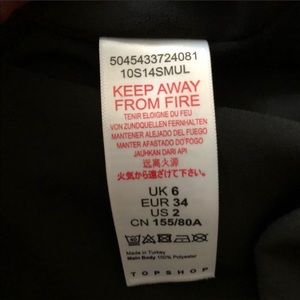 5045433724081
10S14SMUL
KEEP AWAY
FROM FIRE
TENIR ELOIGNE DU FEU
VON ZUNDQUELLEN FERNHALTEN
MANTENER ALEJADO DEL FUEGO
MANTER AFASTADO DO FOGO
JAUHKAN DARI API
远离火源
火気から遠ざけて下さい。
UK 6
EUR 34
US 2
CN 155/80A
Made in Turkey
Main Body 100% Polyester
TOPSHOP